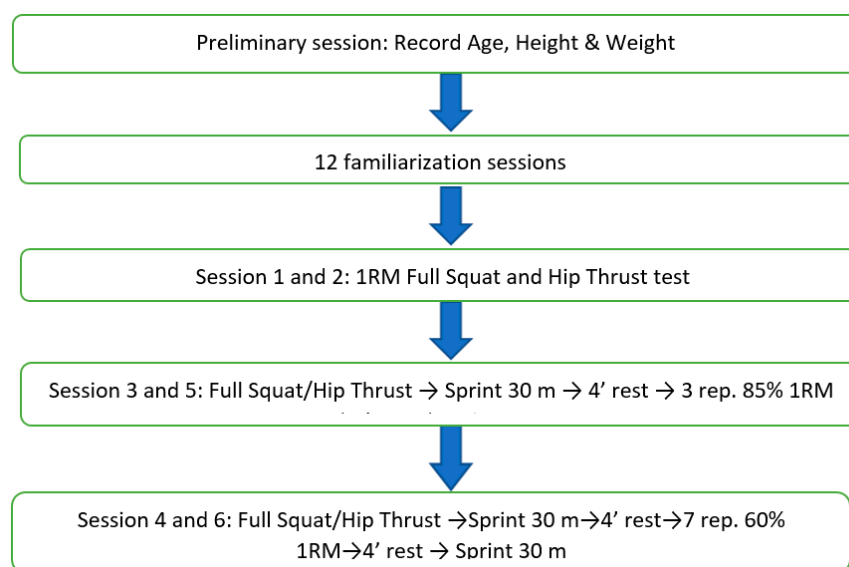 Preliminary session: Record Age, Height & Weight
12 familiarization sessions
Session 1 and 2: 1RM Full Squat and Hip Thrust test
Session 3 and 5: Full Squat/Hip Thrust → Sprint 30 m → 4’ rest → 3 rep. 85% 1RM
Session 4 and 6: Full Squat/Hip Thrust →Sprint 30 m→4’ rest→7 rep. 60%
1RM→4’ rest → Sprint 30 m